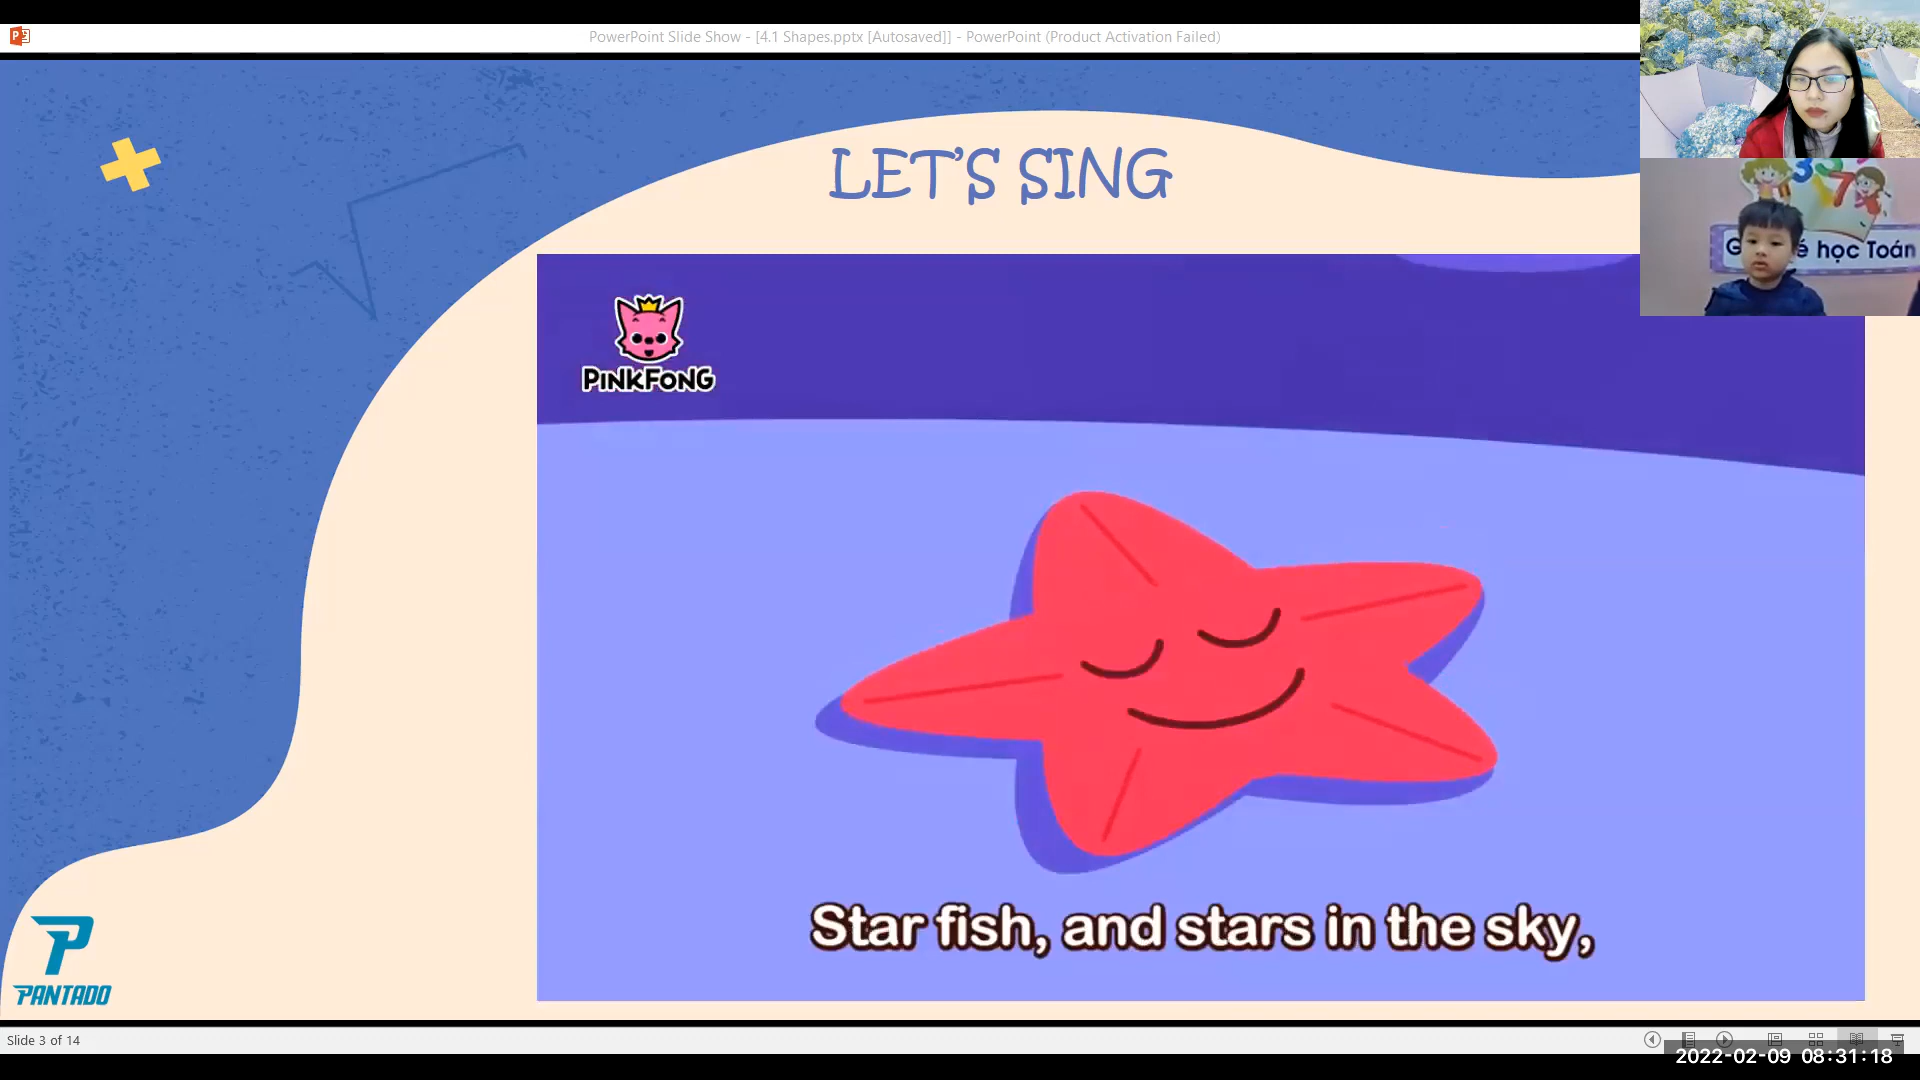 PowerPoint Slide Show - [4.1 Shapes.pptx [Autosaved]] - PowerPoint (Product Activation Failed)
LET'S SING
học Toán
PINKFONG
Star fish, and stars in the sky,
PANTADO
Slide 3 of 14
2022-02-09 08:31:18